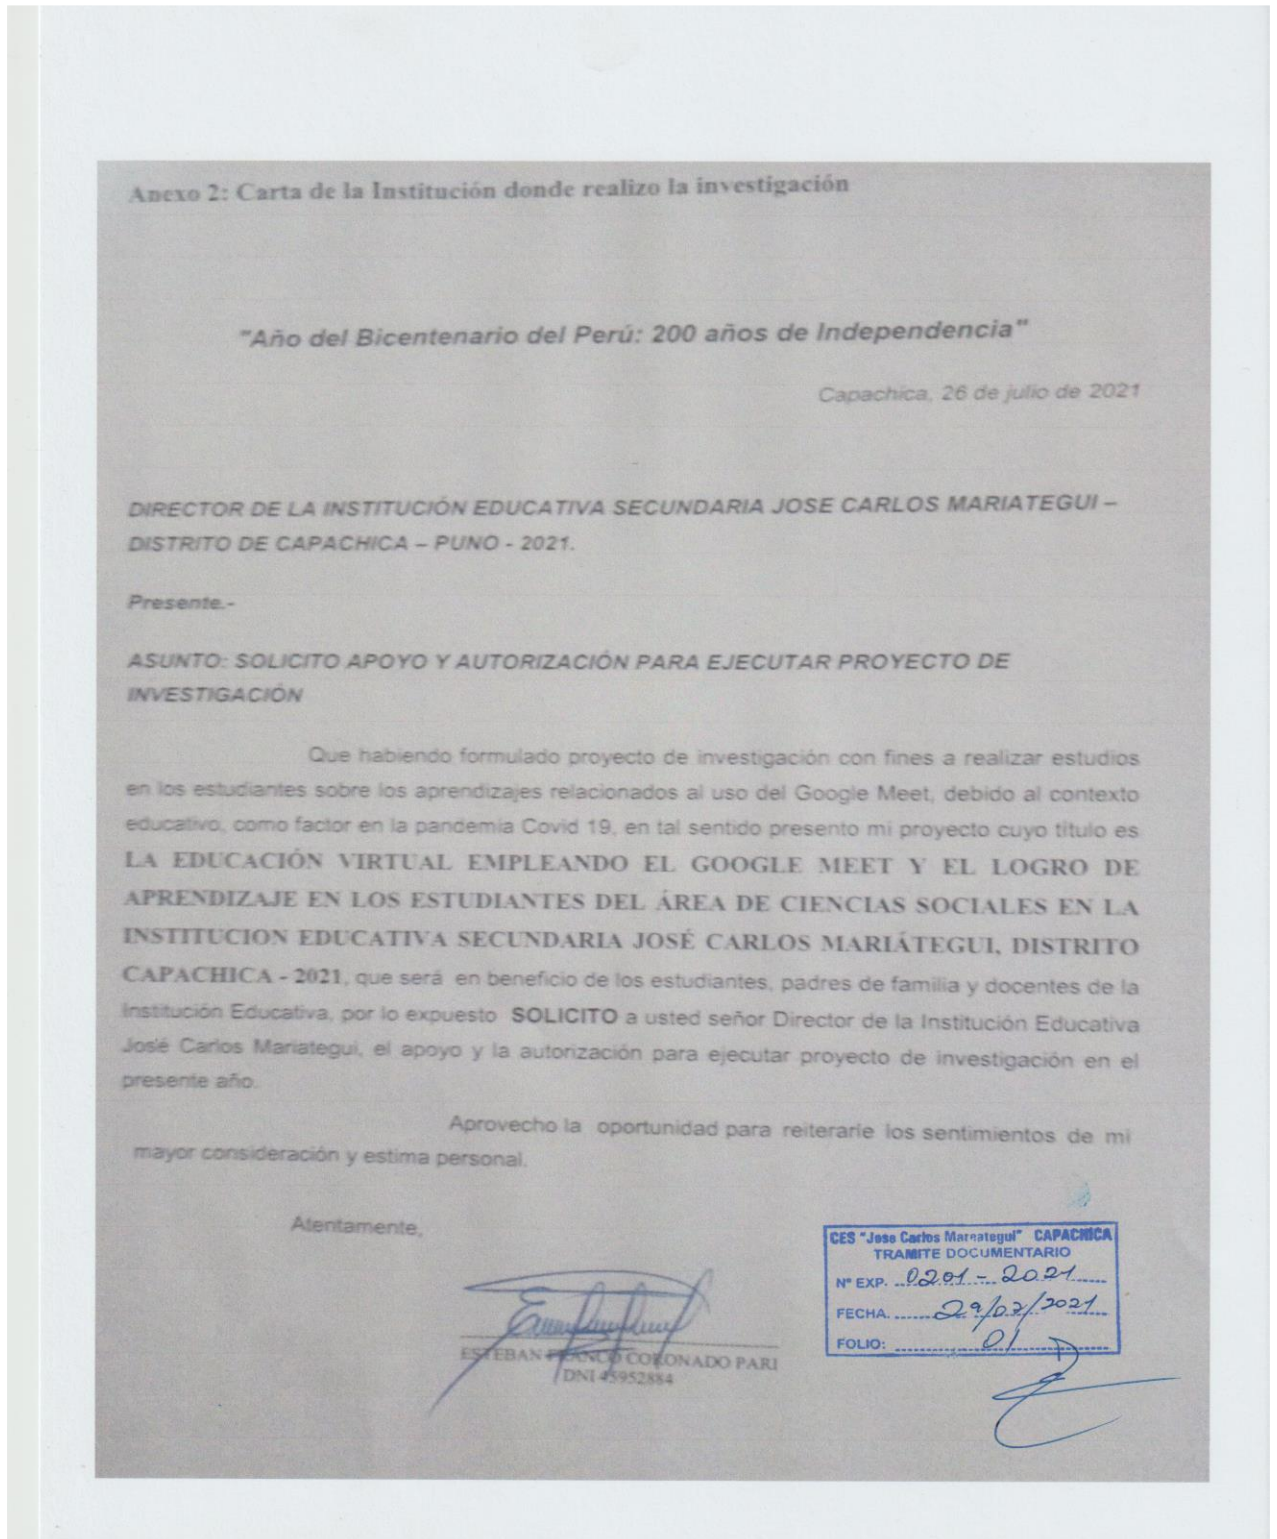 Anexo 2: Carta de la Institución donde realizo la investigación
"Año del Bicentenario del Perú: 200 años de Independencia"
Capachica, 26 de julio de 2021
DIRECTOR DE LA INSTITUCIÓN EDUCATIVA SECUNDARIA JOSE CARLOS MARIATEGUI –
DISTRITO DE CAPACHICA – PUNO - 2021.
Presente.-
ASUNTO: SOLICITO APOYO Y AUTORIZACIÓN PARA EJECUTAR PROYECTO DE
INVESTIGACIÓN
Que habiendo formulado proyecto de investigación con fines a realizar estudios
en los estudiantes sobre los aprendizajes relacionados al uso del Google Meet, debido al contexto
educativo, como factor en la pandemia Covid 19, en tal sentido presento mi proyecto cuyo título es
LA EDUCACIÓN VIRTUAL EMPLEANDO EL GOOGLE MEET Y EL LOGRO DE
APRENDIZAJE EN LOS ESTUDIANTES DEL ÁREA DE CIENCIAS SOCIALES EN LA
INSTITUCION EDUCATIVA SECUNDARIA JOSÉ CARLOS MARIÁTEGUI, DISTRITO
CAPACHICA - 2021, que será en beneficio de los estudiantes, padres de familia y docentes de la
Institución Educativa, por lo expuesto SOLICITO a usted señor Director de la Institución Educativa
José Carlos Mariategui, el apoyo y la autorización para ejecutar proyecto de investigación en el
presente año.
Aprovecho la oportunidad para reiterarle los sentimientos de mi
mayor consideración y estima personal.
Atentamente,
CES "Jose Carlos Mareategui" CAPACHICA
TRAMITE DOCUMENTARIO
N° EXP. 0201 - 2021
FECHA. 29/07/2021
FOLIO: 01
ESTEBAN FRANCO CORONADO PARI
DNI 45952884